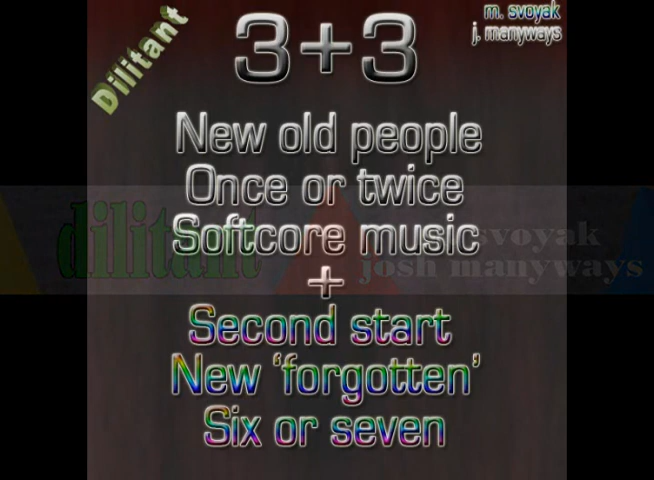 Dilitant
3+3
m. svoyak
j. manyways
New old people
Once or twice
Softcore music
dilitant
svoyak
josh manyways
+
Second start
New 'forgotten'
Six or seven